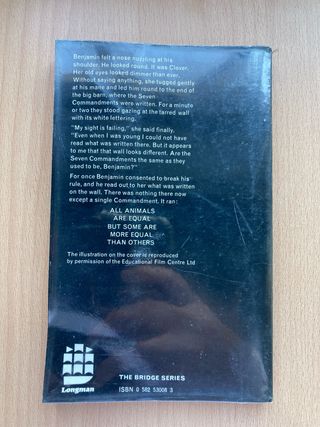 Benjamin felt a nose nuzzling at his
shoulder. He looked round. It was Clover.
Her old eyes looked dimmer than ever.
Without saying anything, she tugged gently
at his mane and led him round to the end of
the big barn, where the Seven
Commandments were written. For a minute
or two they stood gazing at the tarred wall
with its white lettering.
"My sight is failing," she said finally.
"Even when I was young I could not have
read what was written there. But it appears
to me that that wall looks different. Are the
Seven Commandments the same as they
used to be, Benjamin?"
For once Benjamin consented to break his
rule, and he read out to her what was written
on the wall. There was nothing there now
except a single Commandment. It ran:
ALL ANIMALS
ARE EQUAL
BUT SOME ARE
MORE EQUAL
THAN OTHERS
The illustration on the cover is reproduced
by permission of the Educational Film Centre Ltd
Longman
THE BRIDGE SERIES
ISBN 0 582 53008 3